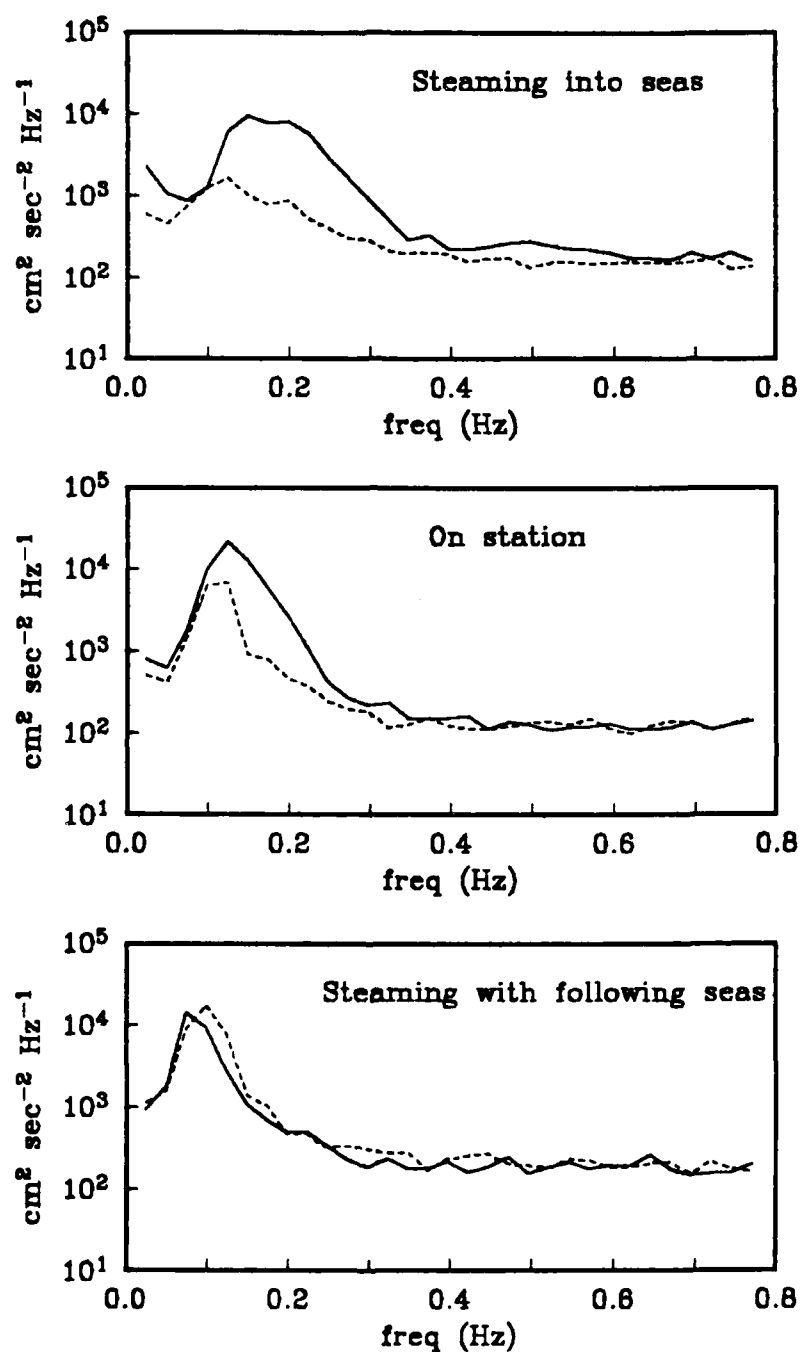 Steaming into seas
10⁵
10⁴
10³
10²
10¹
cm² sec⁻² Hz⁻¹
0.0 0.2 0.4 0.6 0.8
freq (Hz)
On station
10⁵
10⁴
10³
10²
10¹
cm² sec⁻² Hz⁻¹
0.0 0.2 0.4 0.6 0.8
freq (Hz)
Steaming with following seas
10⁵
10⁴
10³
10²
10¹
cm² sec⁻² Hz⁻¹
0.0 0.2 0.4 0.6 0.8
freq (Hz)